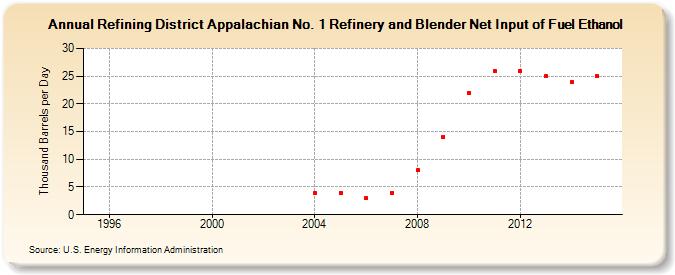 Annual Refining District Appalachian No. 1 Refinery and Blender Net Input of Fuel Ethanol
Thousand Barrels per Day
30
25
20
15
10
5
0
1996 2000 2004 2008 2012
Source: U.S. Energy Information Administration